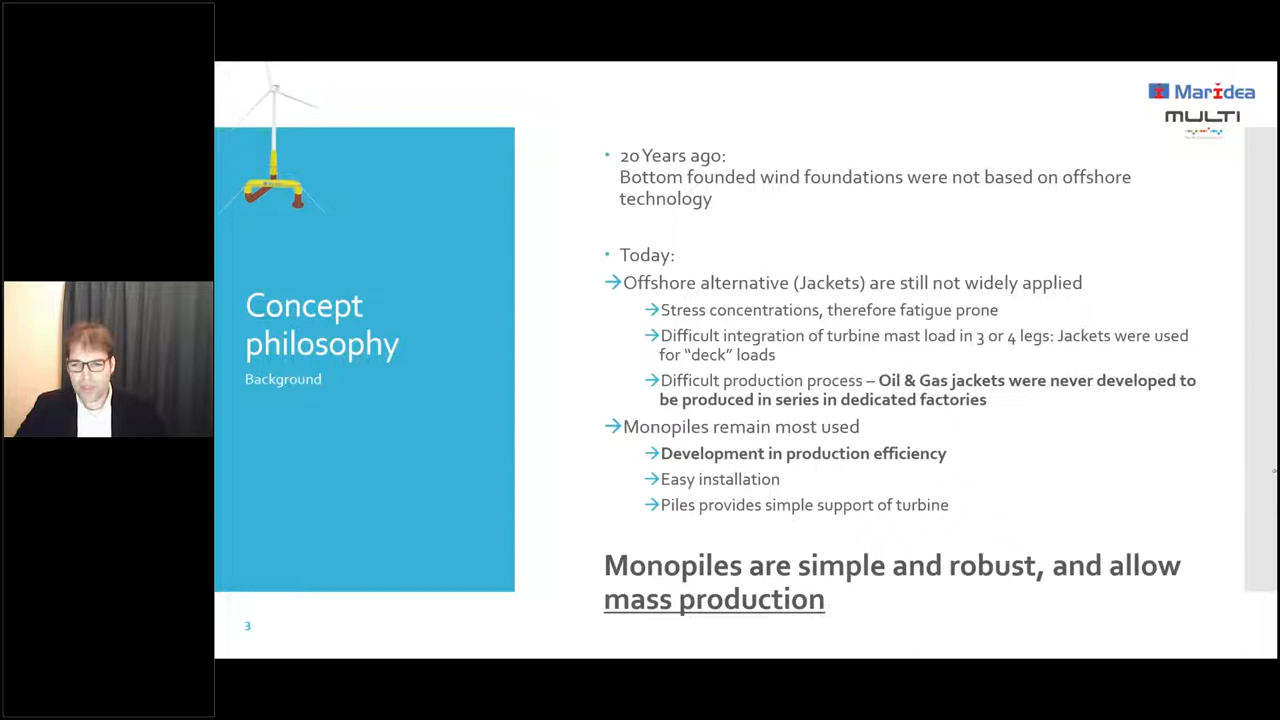 Maridea
MULTI
20 Years ago:
Bottom founded wind foundations were not based on offshore
technology
Today:
Offshore alternative (Jackets) are still not widely applied
Stress concentrations, therefore fatigue prone
Difficult integration of turbine mast load in 3 or 4 legs: Jackets were used
for “deck” loads
Difficult production process – Oil & Gas jackets were never developed to
be produced in series in dedicated factories
Monopiles remain most used
Development in production efficiency
Easy installation
Piles provides simple support of turbine
Monopiles are simple and robust, and allow
mass production
Concept
philosophy
Background
3